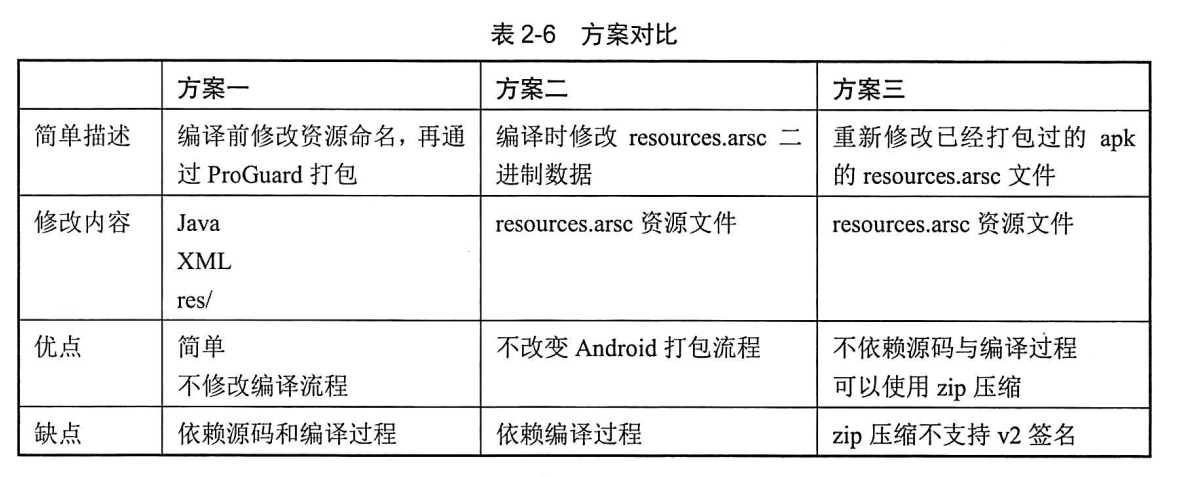 表 2-6 方案对比
方案一 方案二 方案三
简单描述 编译前修改资源命名，再通 编译时修改 resources.arsc 二 重新修改已经打包过的 apk
过 ProGuard 打包 进制数据 的 resources.arsc 文件
修改内容 Java resources.arsc 资源文件 resources.arsc 资源文件
XML
res/
优点 简单 不改变 Android 打包流程 不依赖源码与编译过程
不修改编译流程 可以使用 zip 压缩
缺点 依赖源码和编译过程 依赖编译过程 zip 压缩不支持 v2 签名